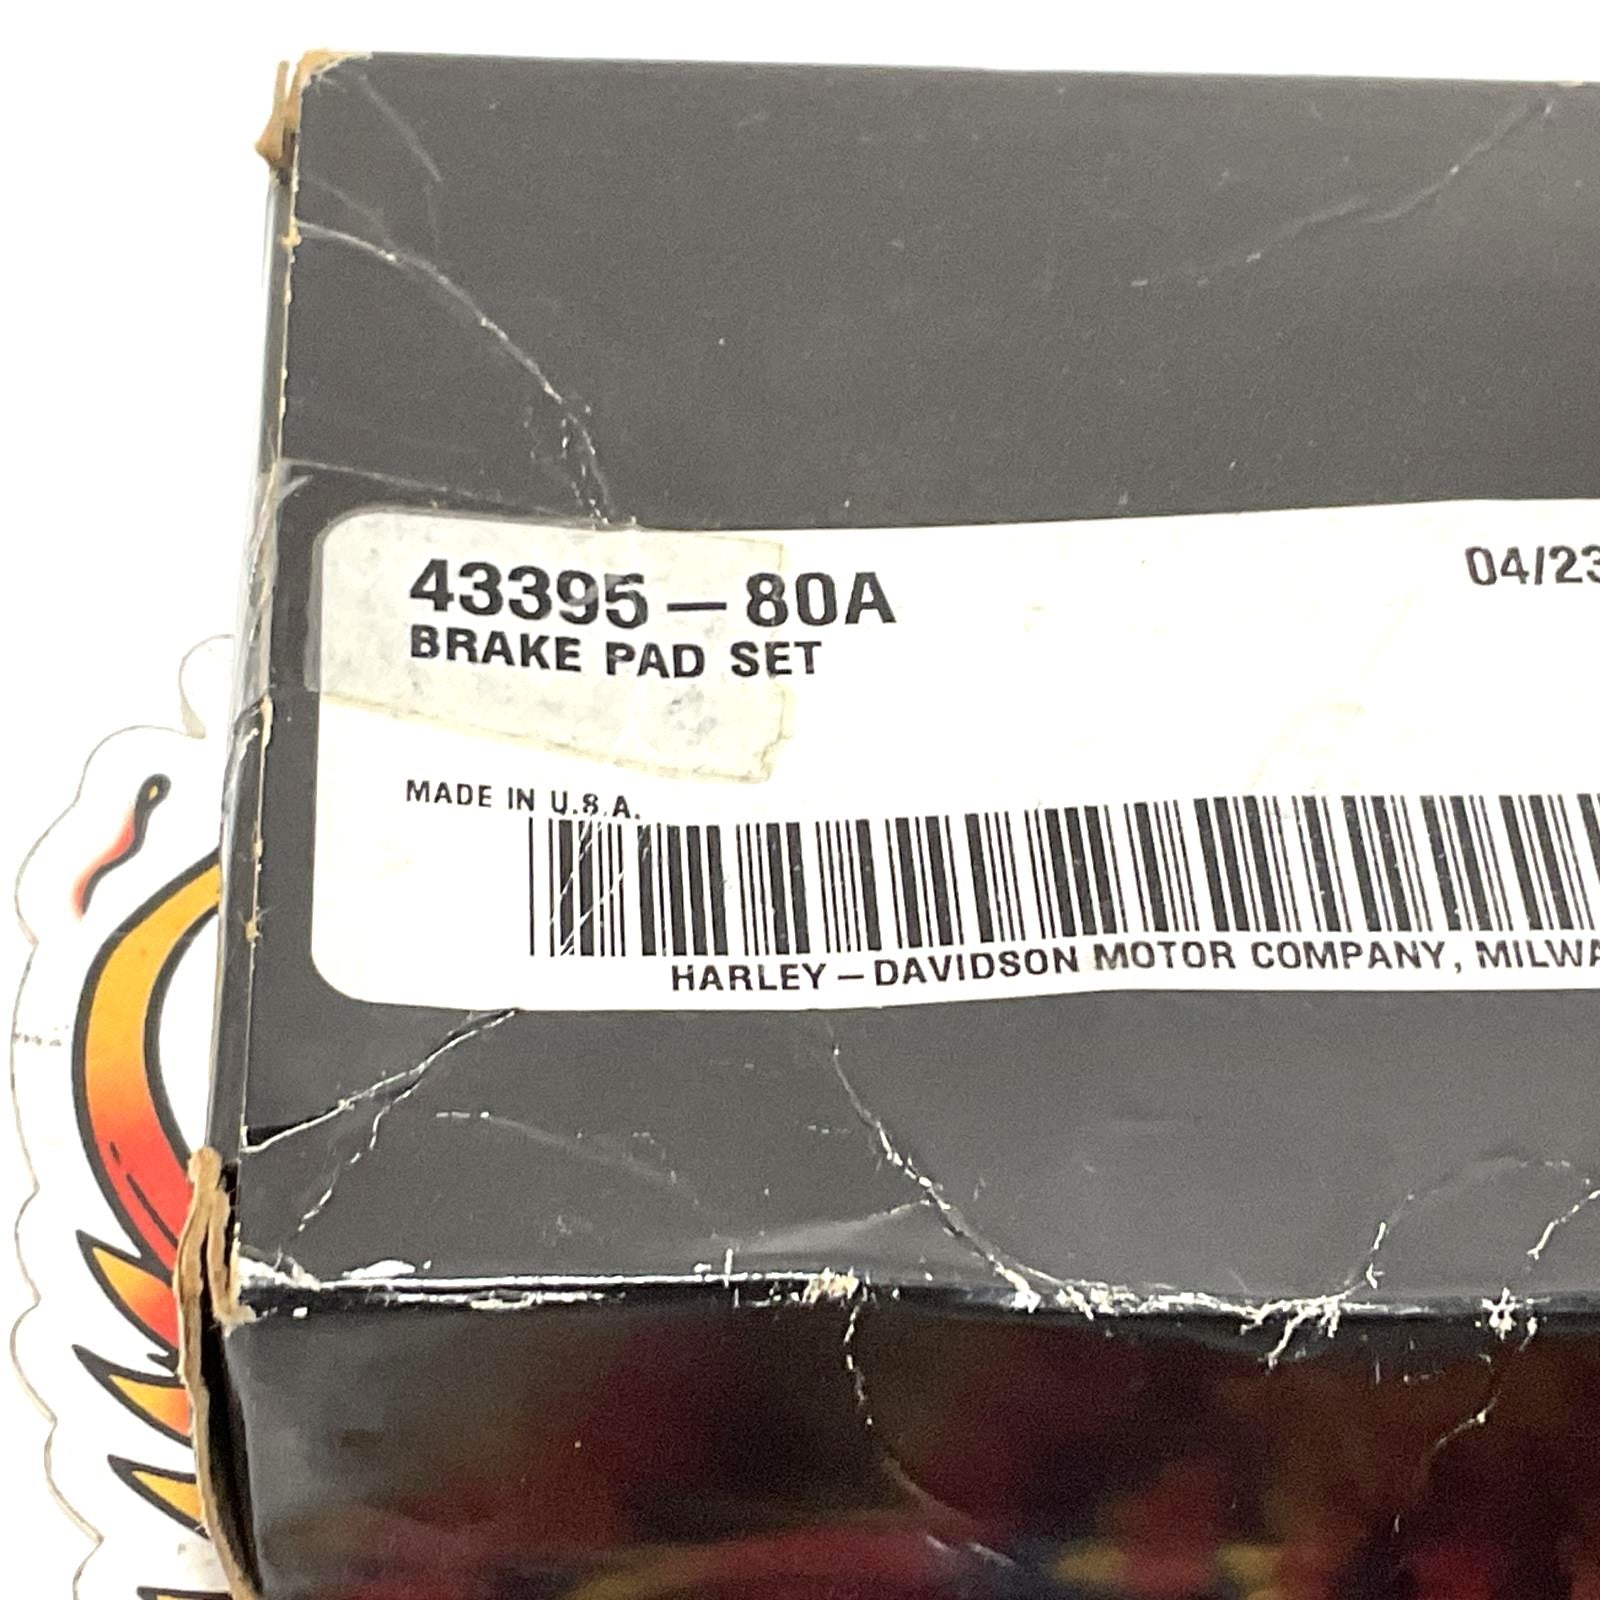 43395-80A
04/23
BRAKE PAD SET
MADE IN U.S.A.
HARLEY-DAVIDSON MOTOR COMPANY, MILWA